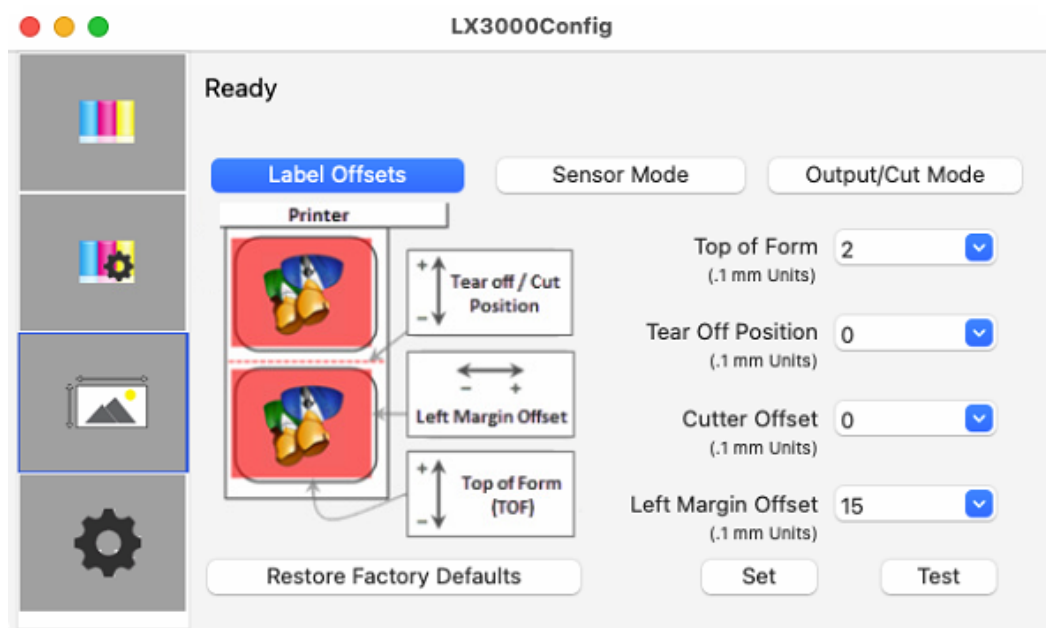 LX3000Config
Ready
Label Offsets
Sensor Mode
Output/Cut Mode
Printer
+
Tear off / Cut
Position
−
− +
Left Margin Offset
+
Top of Form
(TOF)
−
Top of Form
2
(.1 mm Units)
Tear Off Position
0
(.1 mm Units)
Cutter Offset
0
(.1 mm Units)
Left Margin Offset
15
(.1 mm Units)
Restore Factory Defaults
Set
Test